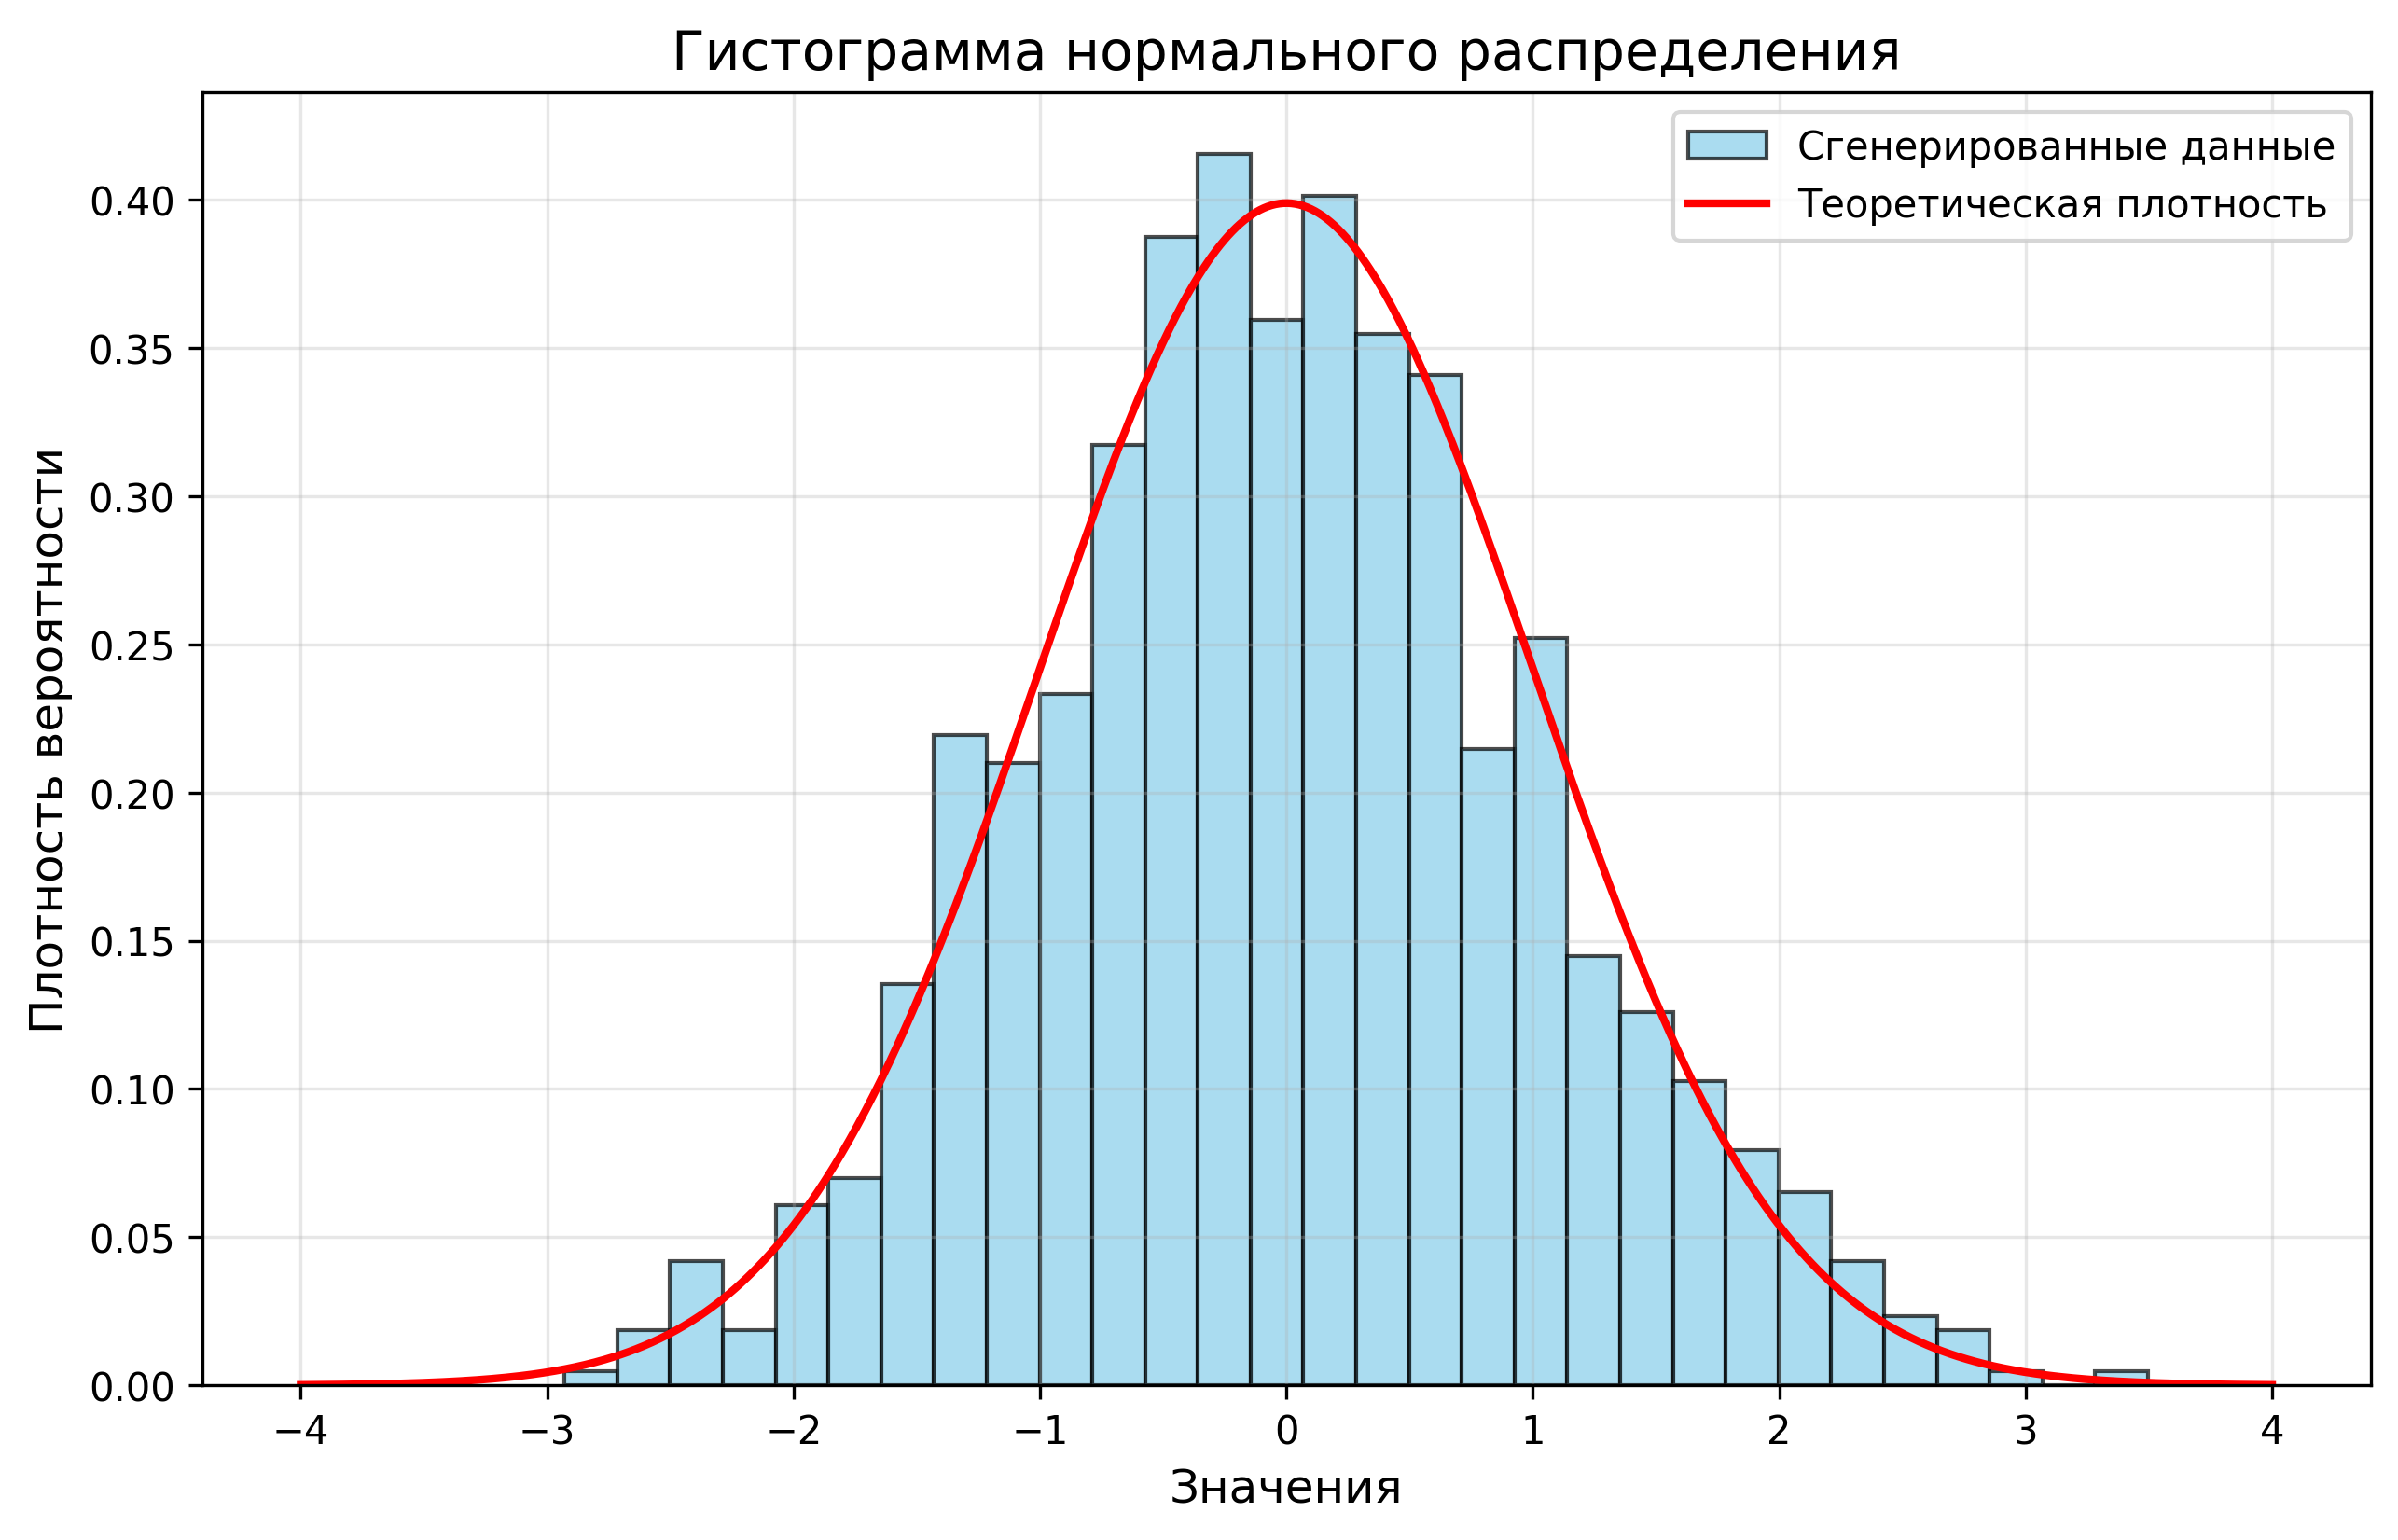 Гистограмма нормального распределения
Сгенерированные данные
Теоретическая плотность
Плотность вероятности
0.40
0.35
0.30
0.25
0.20
0.15
0.10
0.05
0.00
−4 −3 −2 −1 0 1 2 3 4
Значения